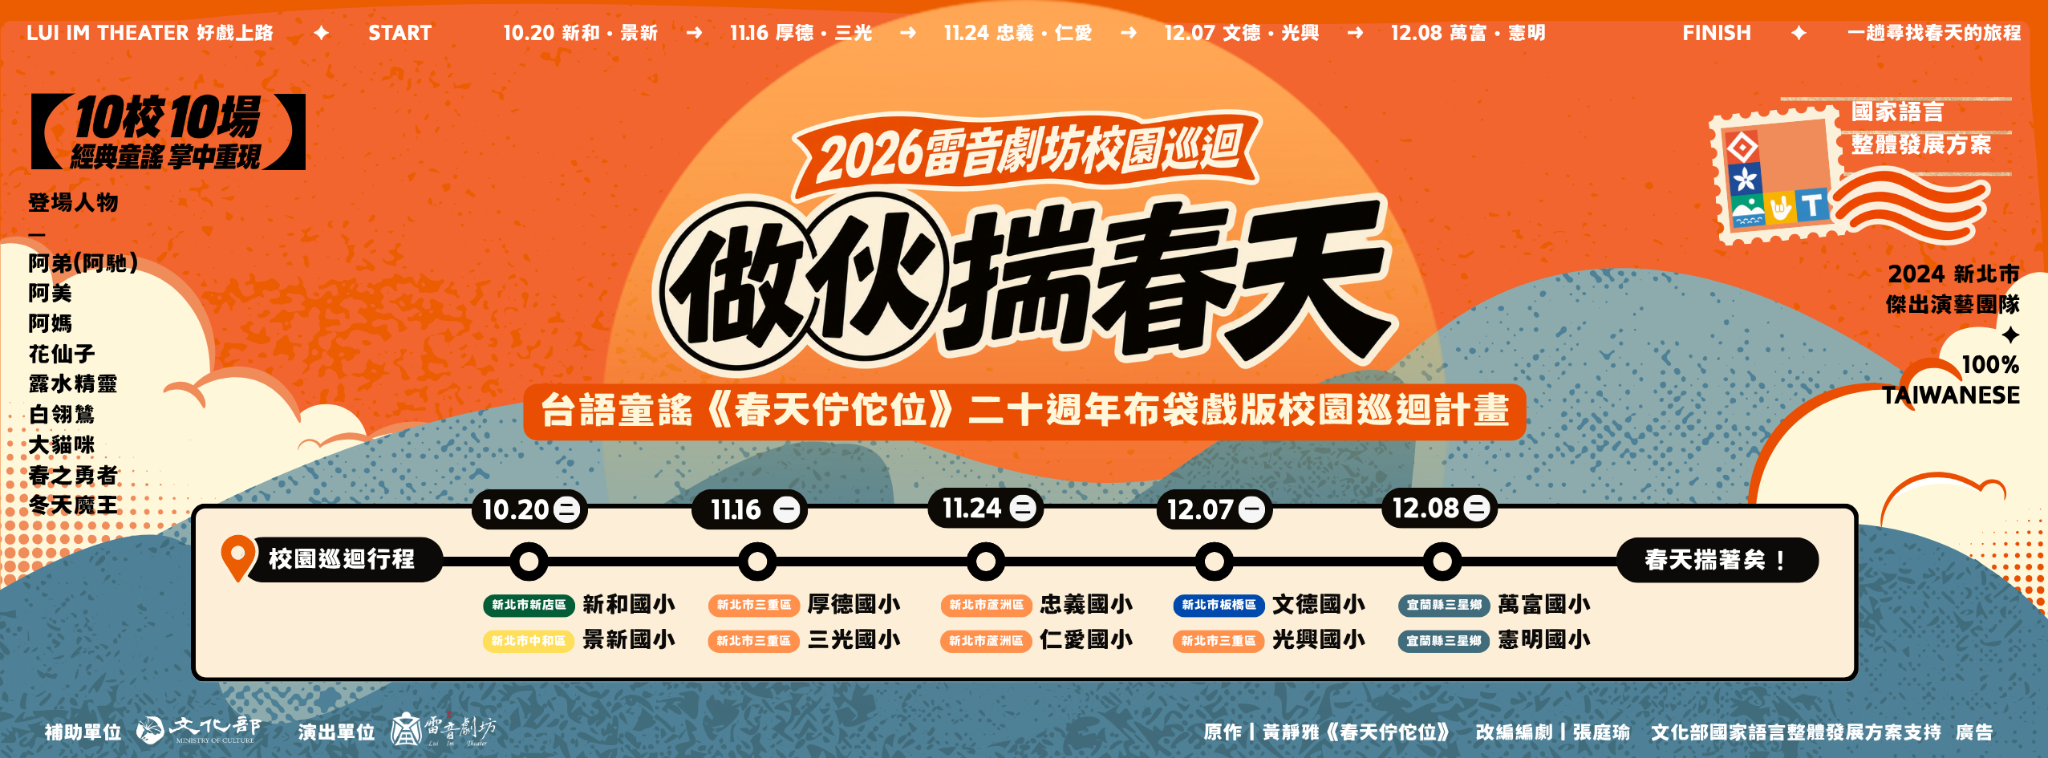 LUI IM THEATER 好戲上路 ✦ START 10.20 新和・景新 → 11.16 厚德・三光 → 11.24 忠義・仁愛 → 12.07 文德・光興 → 12.08 萬富・憲明 FINISH ✦ 一趟尋找春天的旅程
【10校10場
經典童謠 掌中重現】
登場人物
—
阿弟(阿馳)
阿美
阿媽
花仙子
露水精靈
白翎鷥
大貓咪
春之勇者
冬天魔王
2026雷音劇坊校園巡迴
做伙揣春天
台語童謠《春天佇佗位》二十週年布袋戲版校園巡迴計畫
國家語言
整體發展方案
T
2024 新北市
傑出演藝團隊
✦
100%
TAIWANESE
10.20 二 11.16 一 11.24 二 12.07 一 12.08 二
校園巡迴行程 春天揣著矣！
新北市新店區 新和國小 新北市三重區 厚德國小 新北市蘆洲區 忠義國小 新北市板橋區 文德國小 宜蘭縣三星鄉 萬富國小
新北市中和區 景新國小 新北市三重區 三光國小 新北市蘆洲區 仁愛國小 新北市三重區 光興國小 宜蘭縣三星鄉 憲明國小
補助單位 文化部 MINISTRY OF CULTURE 演出單位 雷音劇坊 Lui Im Theater
原作｜黃靜雅《春天佇佗位》 改編編劇｜張庭瑜 文化部國家語言整體發展方案支持 廣告